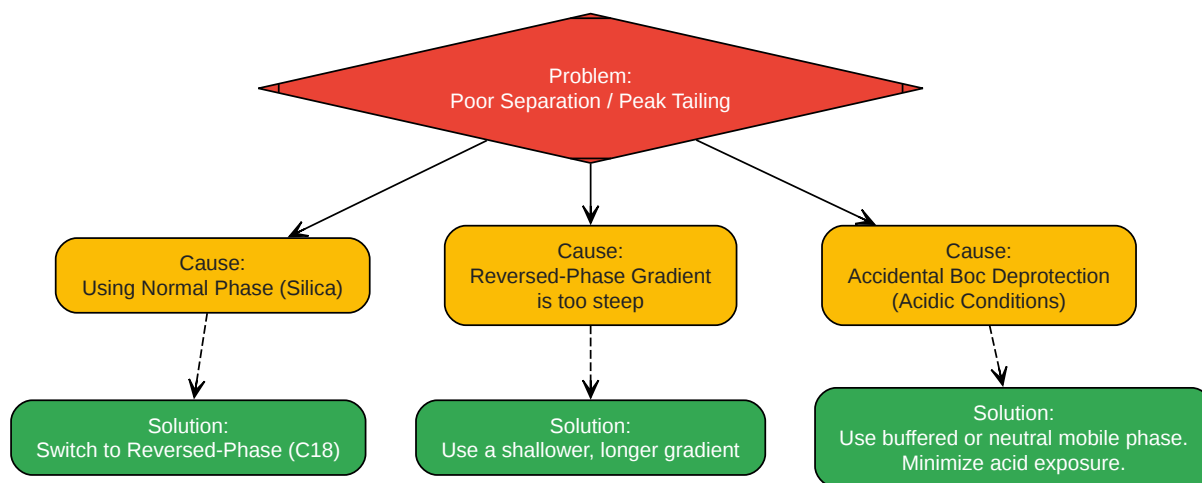 Problem:
Poor Separation / Peak Tailing
Cause:
Using Normal Phase (Silica)
Cause:
Reversed-Phase Gradient
is too steep
Cause:
Accidental Boc Deprotection
(Acidic Conditions)
Solution:
Switch to Reversed-Phase (C18)
Solution:
Use a shallower, longer gradient
Solution:
Use buffered or neutral mobile phase.
Minimize acid exposure.